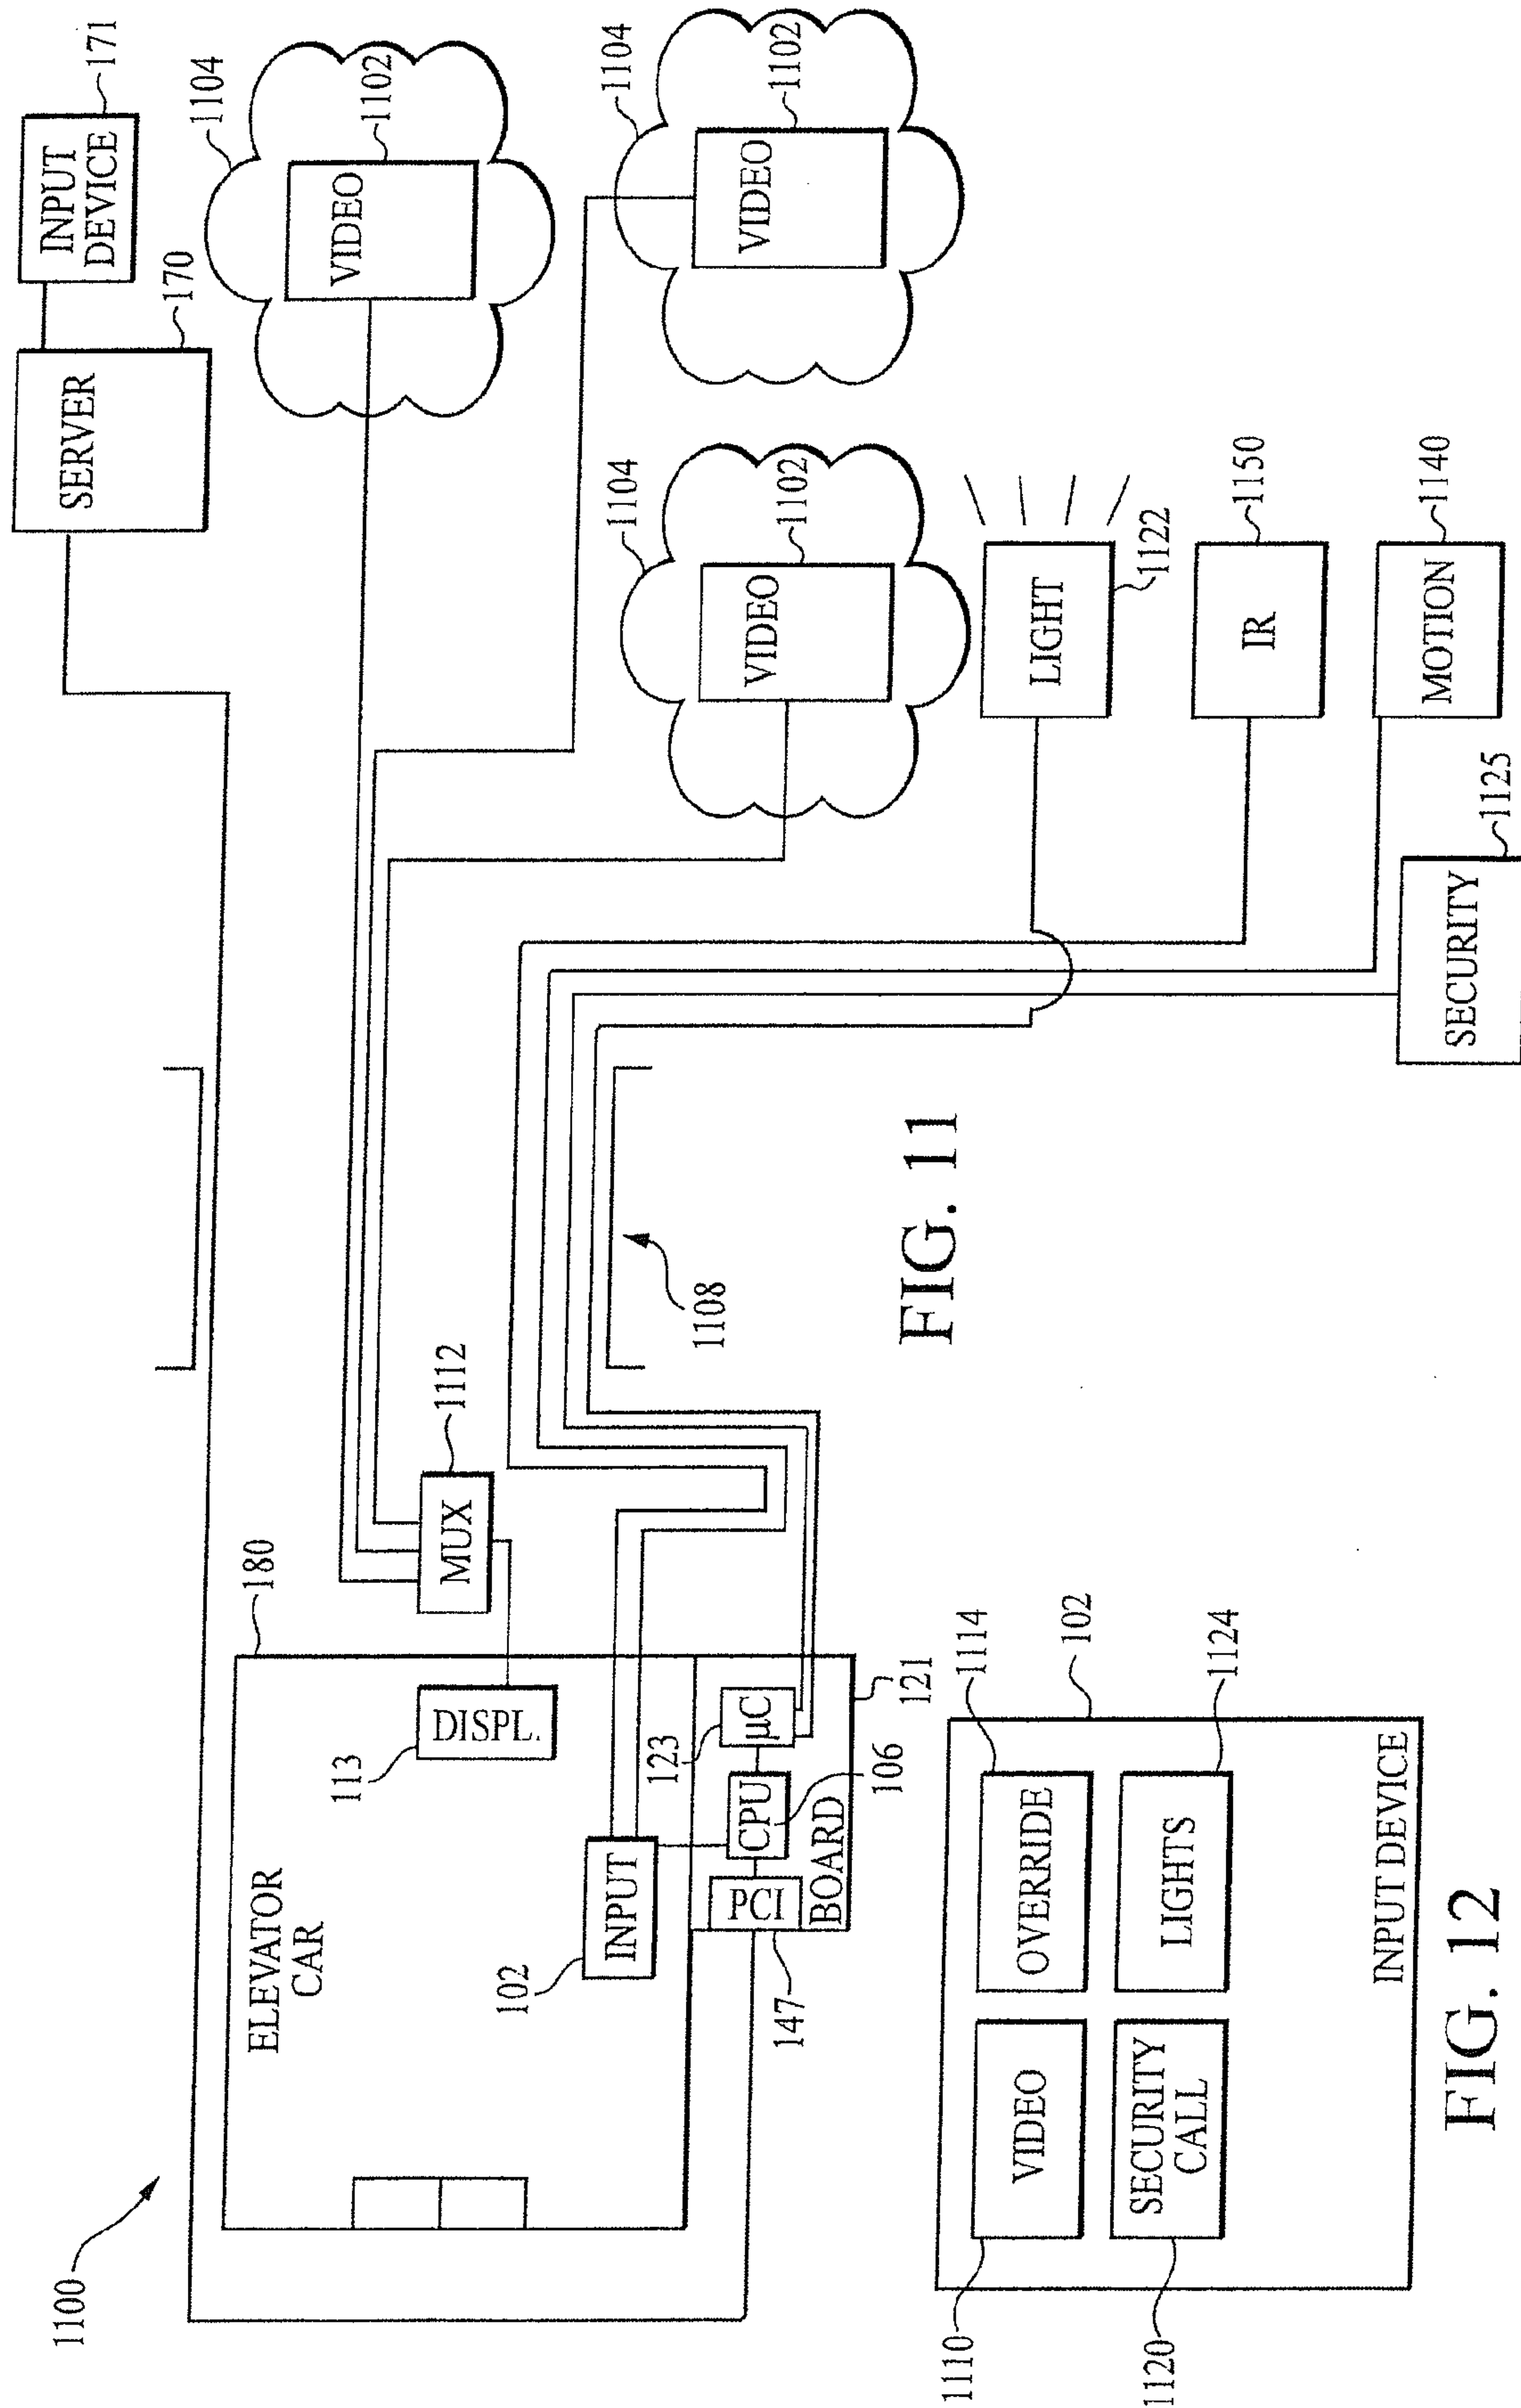 1100
ELEVATOR
CAR
180
113
DISPL.
MUX
1112
102
INPUT
123
µC
CPU
106
PCI
147
BOARD
121
1108
SERVER
170
INPUT
DEVICE
171
1104
VIDEO
1102
1104
VIDEO
1102
1104
VIDEO
1102
LIGHT
1122
IR
1150
MOTION
1140
SECURITY
1125
FIG. 11
1110
VIDEO
OVERRIDE
1114
102
1120
SECURITY
CALL
LIGHTS
1124
INPUT DEVICE
FIG. 12